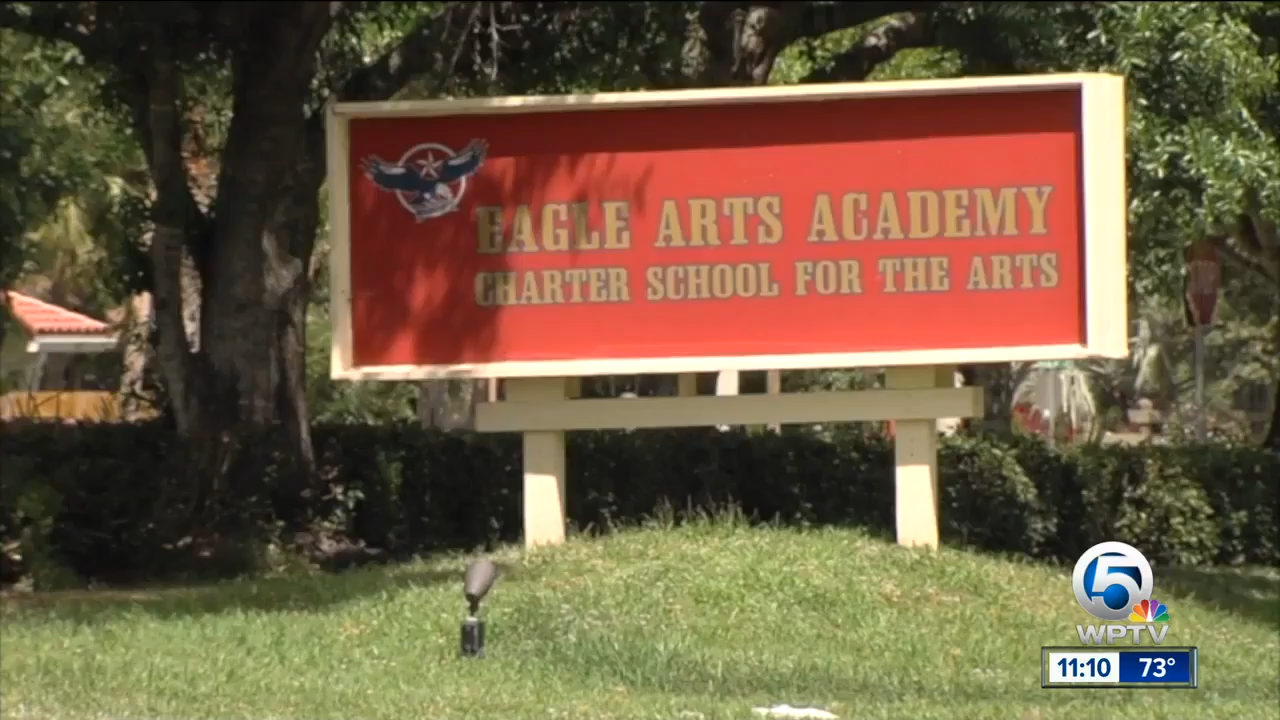 EAGLE ARTS ACADEMY
CHARTER SCHOOL FOR THE ARTS
5
WPTV
11:10 73°